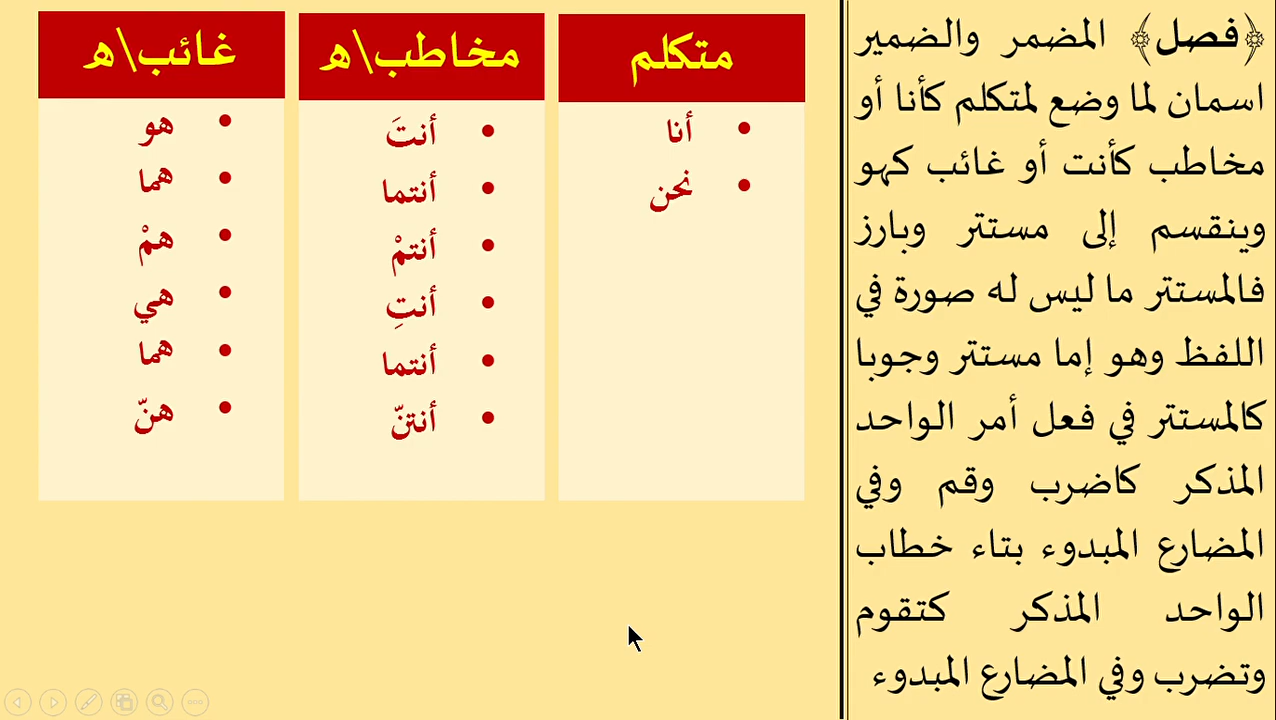 ﴿فصل﴾ المضمر والضمير
اسمان لما وضع لمتكلم كأنا أو
مخاطب كأنت أو غائب كهو
وينقسم إلى مستتر وبارز
فالمستتر ما ليس له صورة في
اللفظ وهو إما مستتر وجوبا
كالمستتر في فعل أمر الواحد
المذكر كاضرب وقم وفي
المضارع المبدوء بتاء خطاب
الواحد المذكر كتقوم
وتضرب وفي المضارع المبدوء
متكلم
• أنا
• نحن
مخاطب\ه
• أنتَ
• أنتما
• أنتمْ
• أنتِ
• أنتما
• أنتنّ
غائب\ه
• هو
• هما
• همْ
• هي
• هما
• هنّ